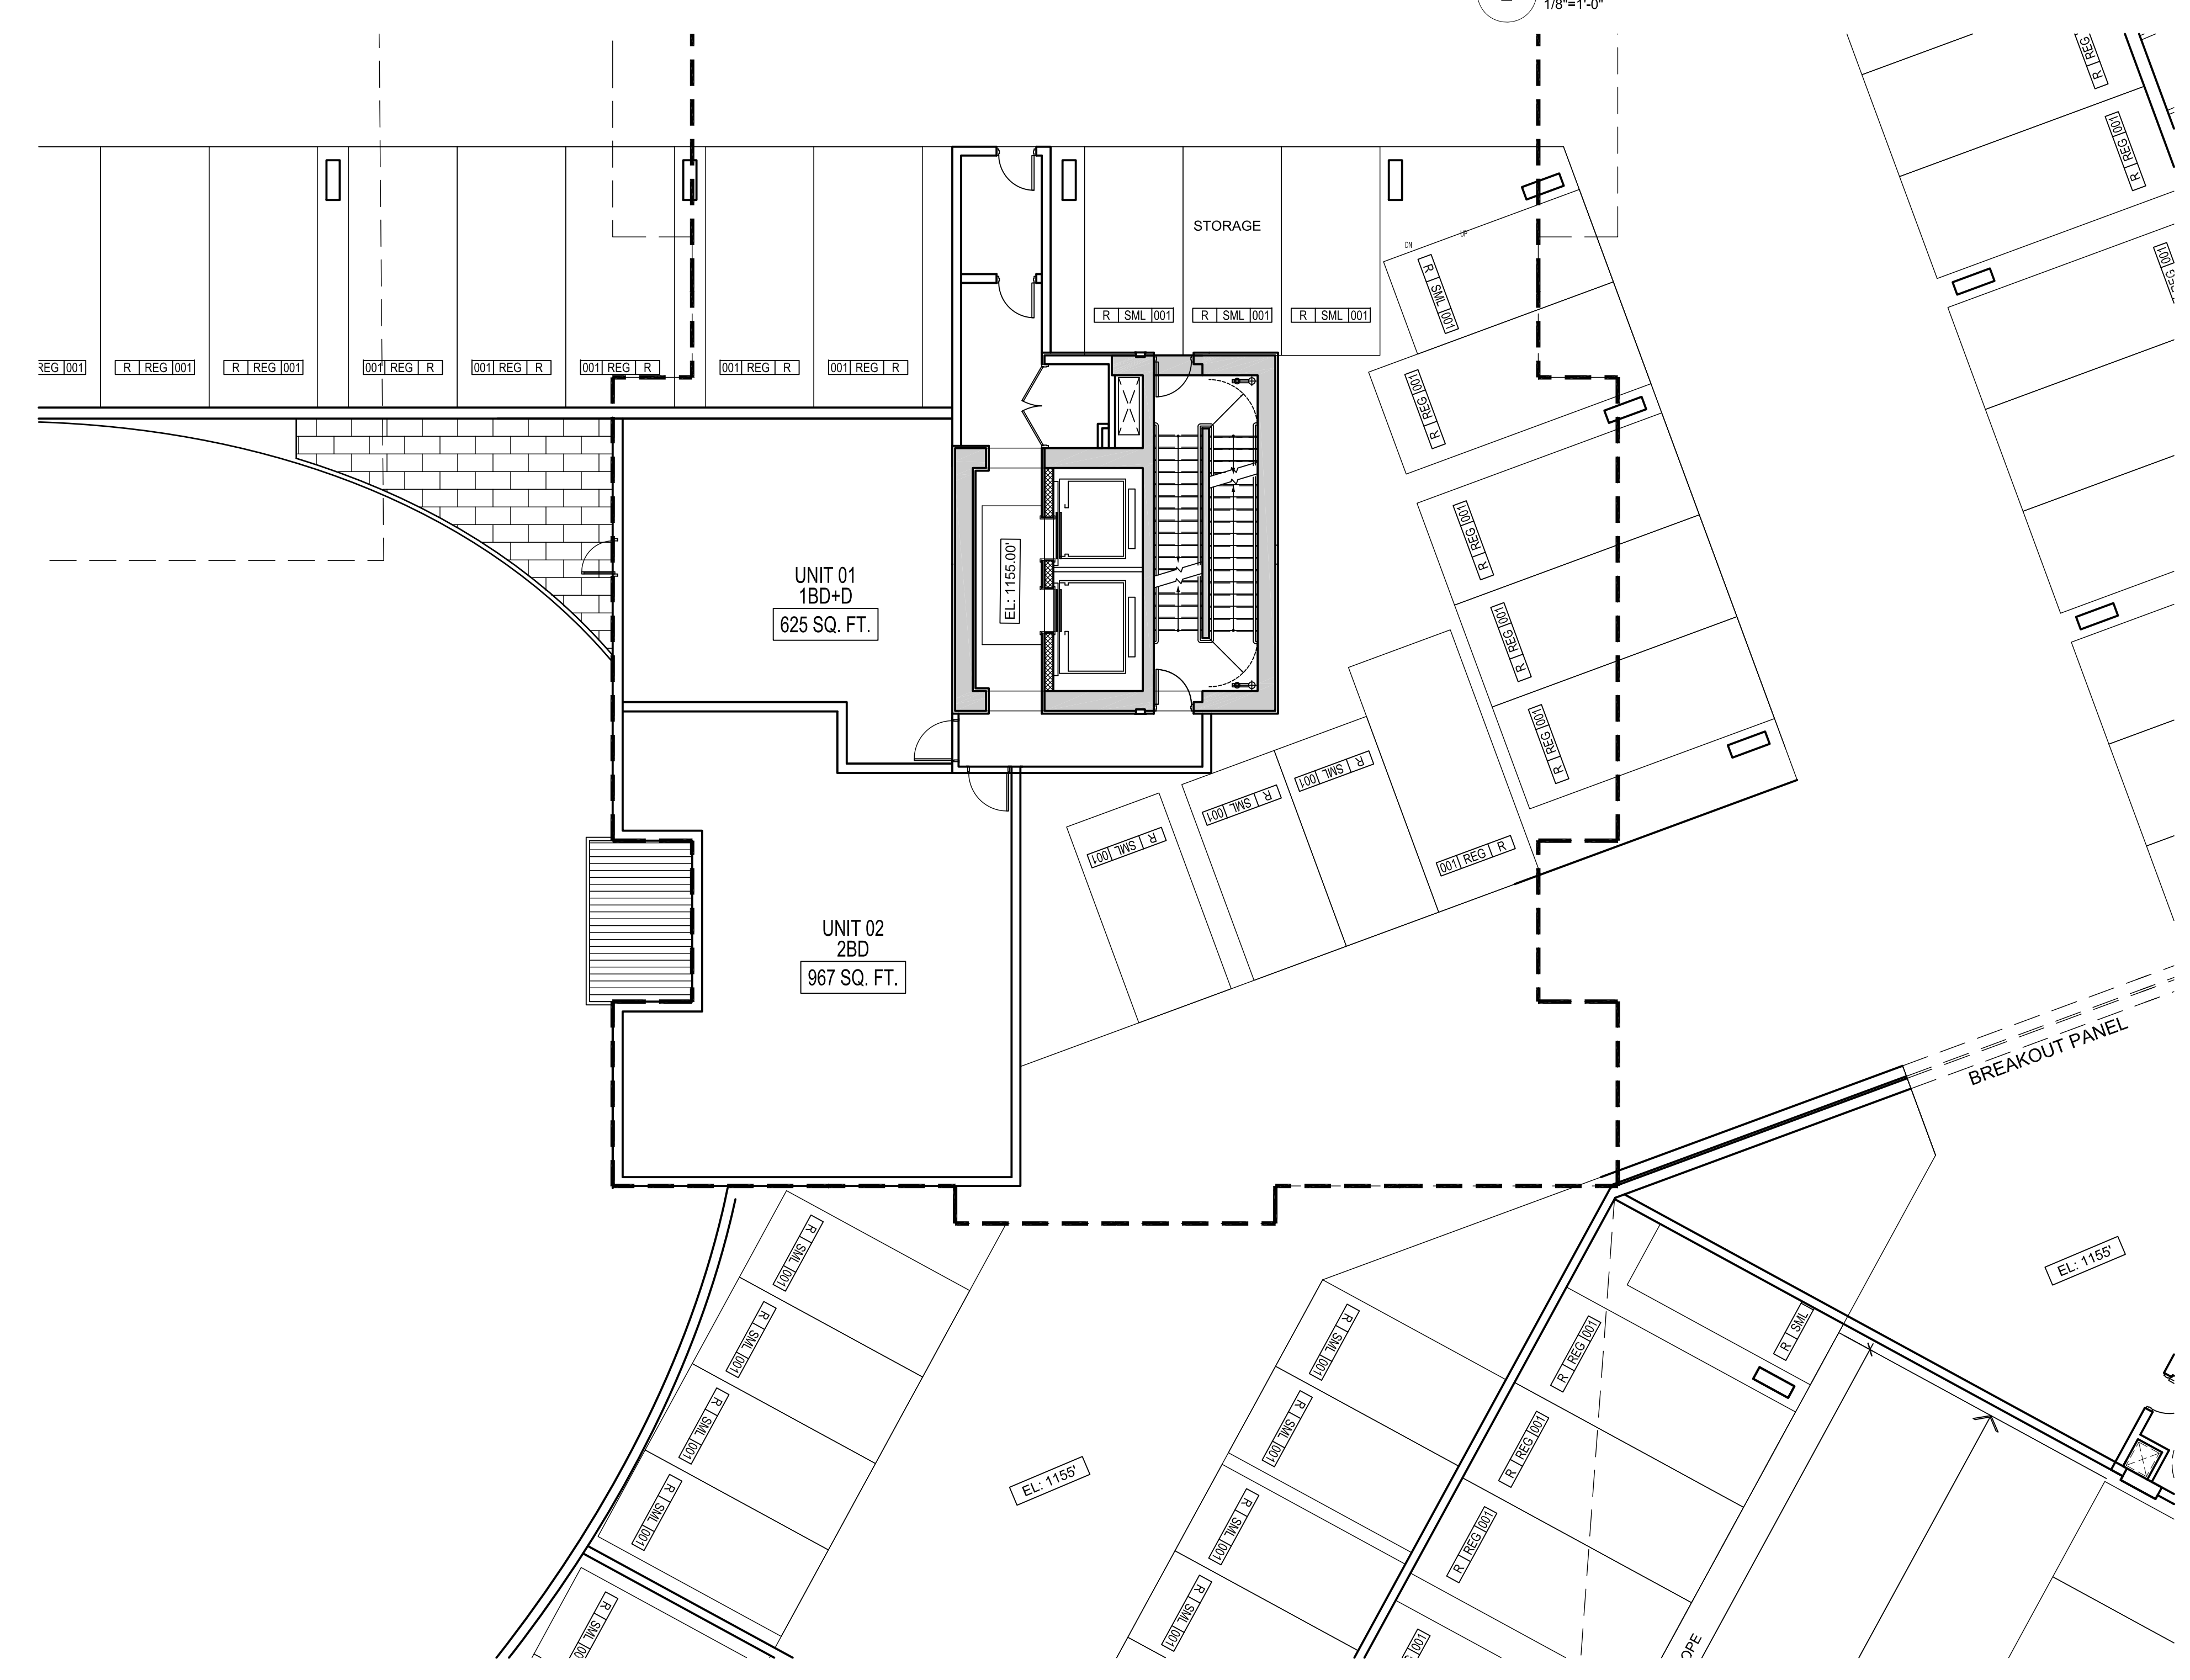 1/8"=1'-0"
R REG
R REG 001
001
STORAGE
DN
UP
R SML 001
R SML 001
R SML 001
R SML 001
REG 001
R REG 001
R REG 001
001 REG R
001 REG R
001 REG R
001 REG R
001 REG R
R REG 001
R REG 001
EL: 1155.00'
UNIT 01
1BD+D
625 SQ. FT.
R REG 001
R REG 001
001 SML R
001 SML R
001 SML R
001 REG R
UNIT 02
2BD
967 SQ. FT.
BREAKOUT PANEL
R SML 001
EL: 1155'
R SML 001
R SML 001
R SML
R REG 001
R SML 001
R SML 001
R REG 001
R SML 001
EL: 1155'
R SML 001
R REG 001
R SML 001
R SML
001
OPE